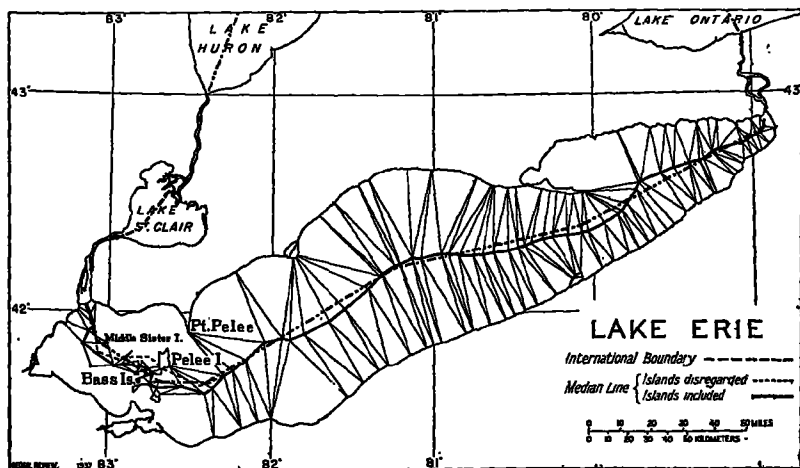 83° 82° 81° 80°
LAKE HURON
LAKE ONTARIO
43° 43°
LAKE ST. CLAIR
42°
Pt. Pelee
Middle Sister I.
Pelee I.
Bass Is.
LAKE ERIE
International Boundary
Median Line { Islands disregarded
Islands included
0 10 20 30 40 50 MILES
0 10 20 30 40 50 KILOMETERS
83° 82° 81°